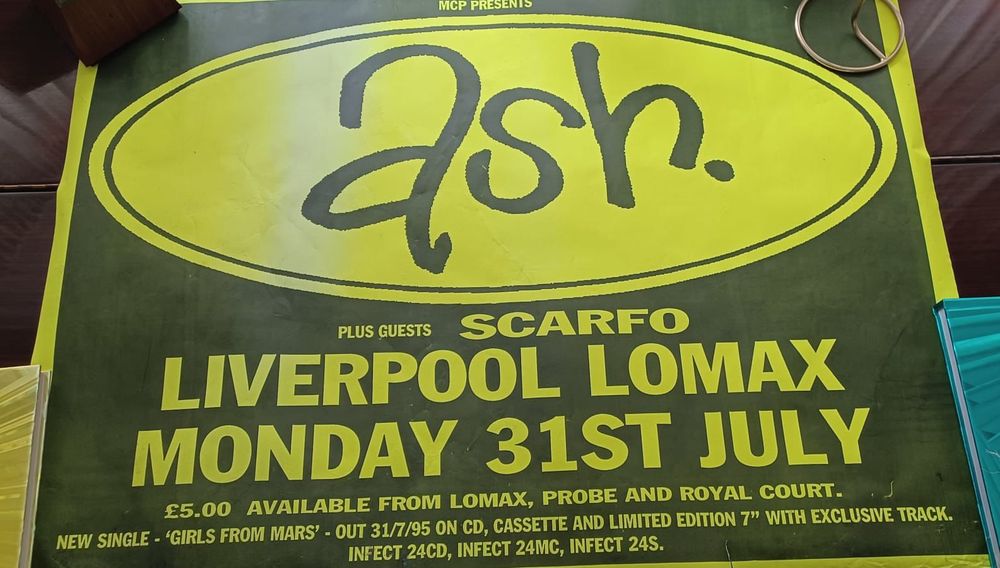 MCP PRESENTS
ash.
PLUS GUESTS SCARFO
LIVERPOOL LOMAX
MONDAY 31ST JULY
£5.00 AVAILABLE FROM LOMAX, PROBE AND ROYAL COURT.
NEW SINGLE - 'GIRLS FROM MARS' - OUT 31/7/95 ON CD, CASSETTE AND LIMITED EDITION 7" WITH EXCLUSIVE TRACK.
INFECT 24CD, INFECT 24MC, INFECT 24S.